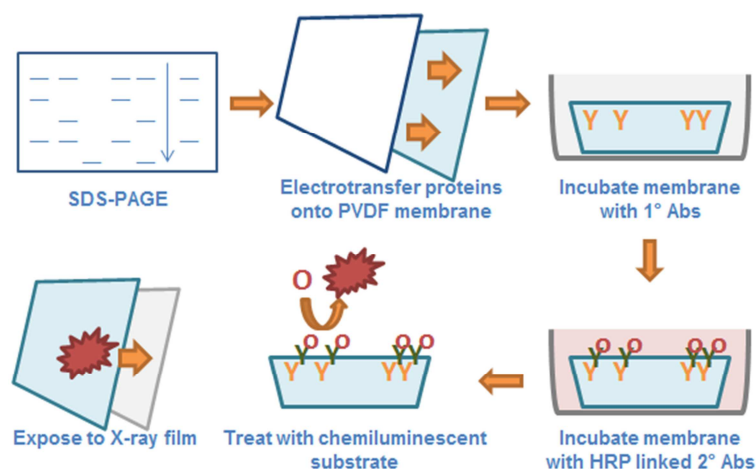 SDS-PAGE
Electrotransfer proteins
onto PVDF membrane
Incubate membrane
with 1° Abs
Y Y YY
Incubate membrane
with HRP linked 2° Abs
Treat with chemiluminescent
substrate
Expose to X-ray film